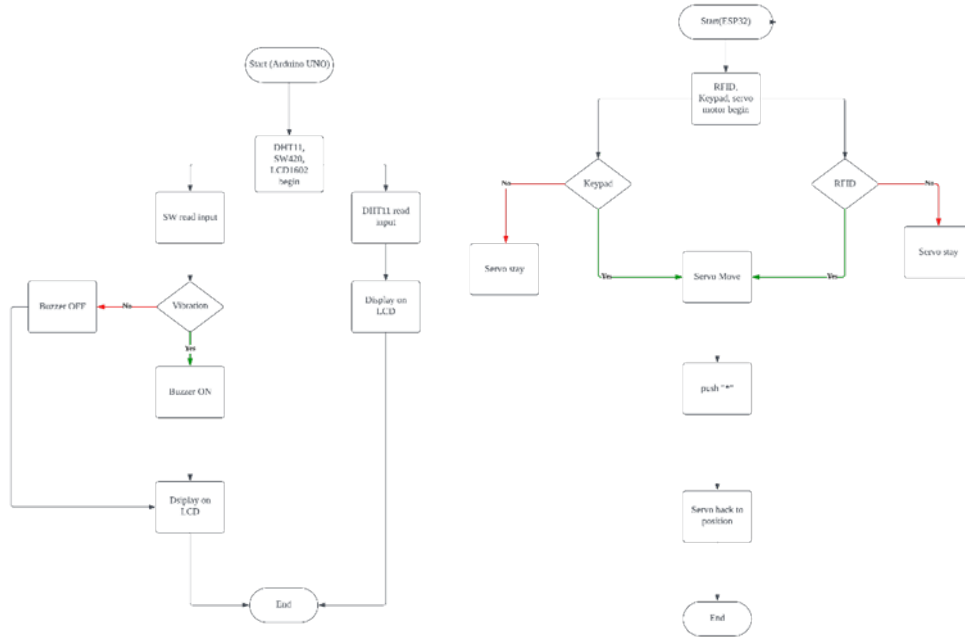 Start (Arduino UNO)
DHT11,
SW420,
LCD1602
begin
SW read input
DHT11 read
input
Buzzer OFF
No
Vibration
Display on
LCD
Yes
Buzzer ON
Display on
LCD
End
Start(ESP32)
RFID,
Keypad, servo
motor begin
No
Keypad
RFID
No
Servo stay
Servo stay
Yes
Servo Move
Yes
push "*"
Servo back to
position
End